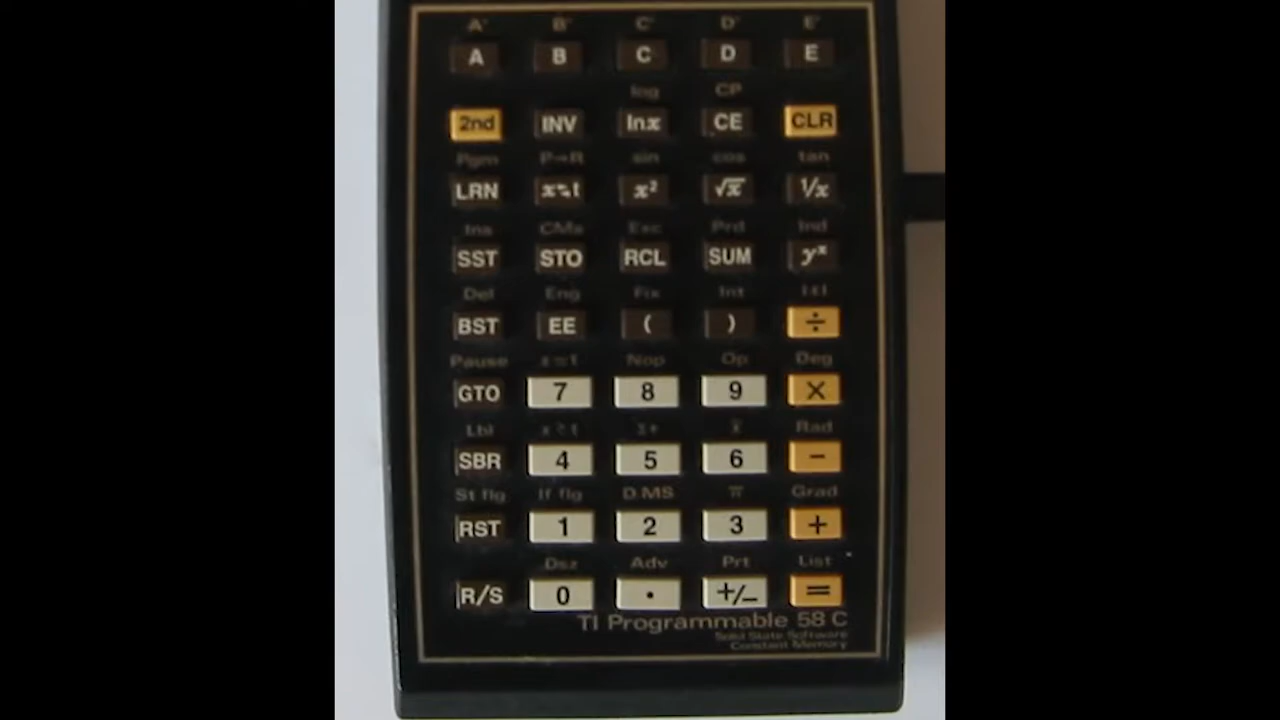 A' B' C' D' E'
A B C D E
log CP
2nd INV lnx CE CLR
Pgm P→R sin cos tan
LRN x⇄t x² √x 1/x
Ins CMs Exc Prd Ind
SST STO RCL SUM yˣ
Del Eng Fix Int |x|
BST EE ( ) ÷
Pause x=t Nop Op Deg
GTO 7 8 9 ×
Lbl x≥t Σ+ x̄ Rad
SBR 4 5 6 −
St flg If flg D.MS π Grad
RST 1 2 3 +
Dsz Adv Prt List
R/S 0 . +/− =
TI Programmable 58 C
Solid State Software
Constant Memory